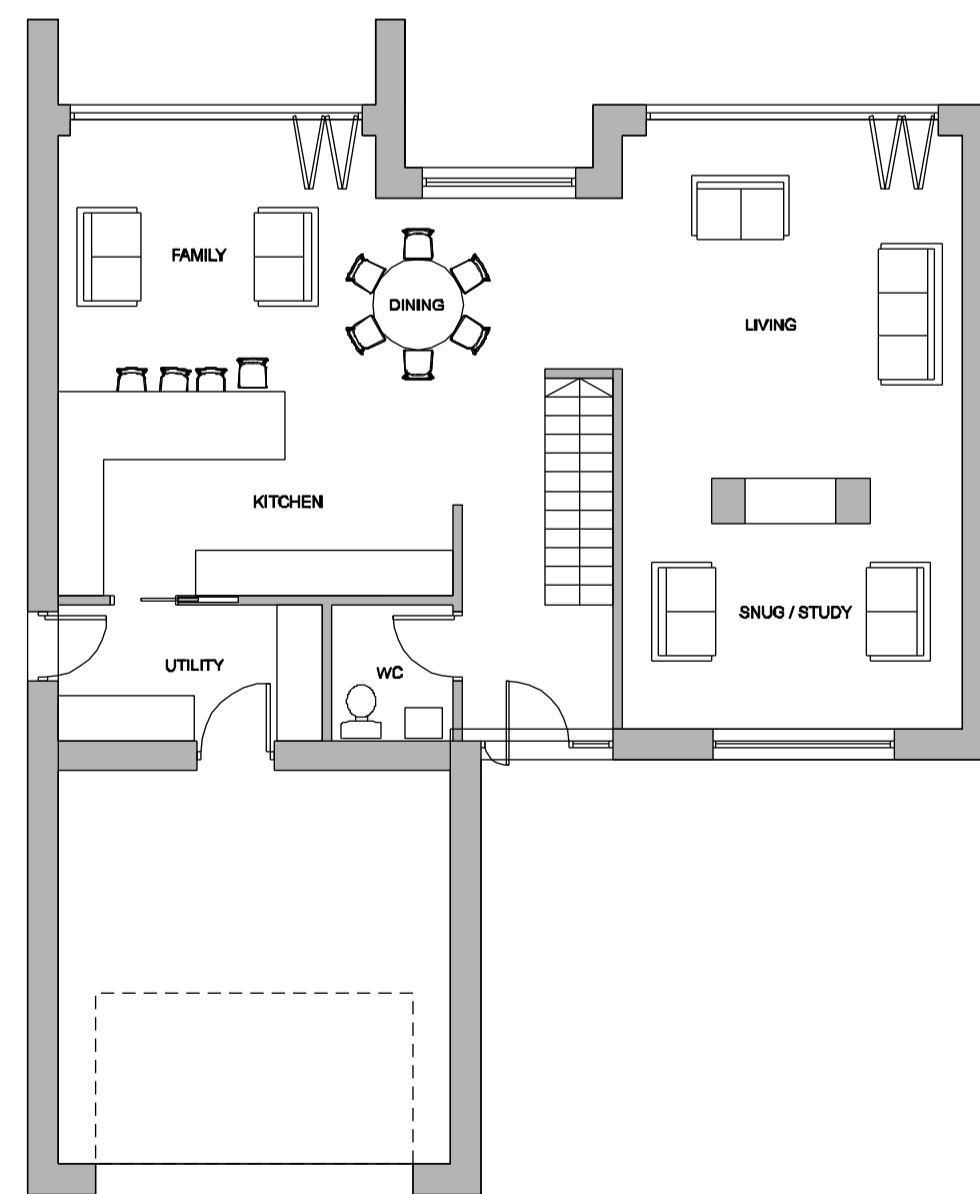 FAMILY
DINING
LIVING
KITCHEN
SNUG / STUDY
UTILITY
WC